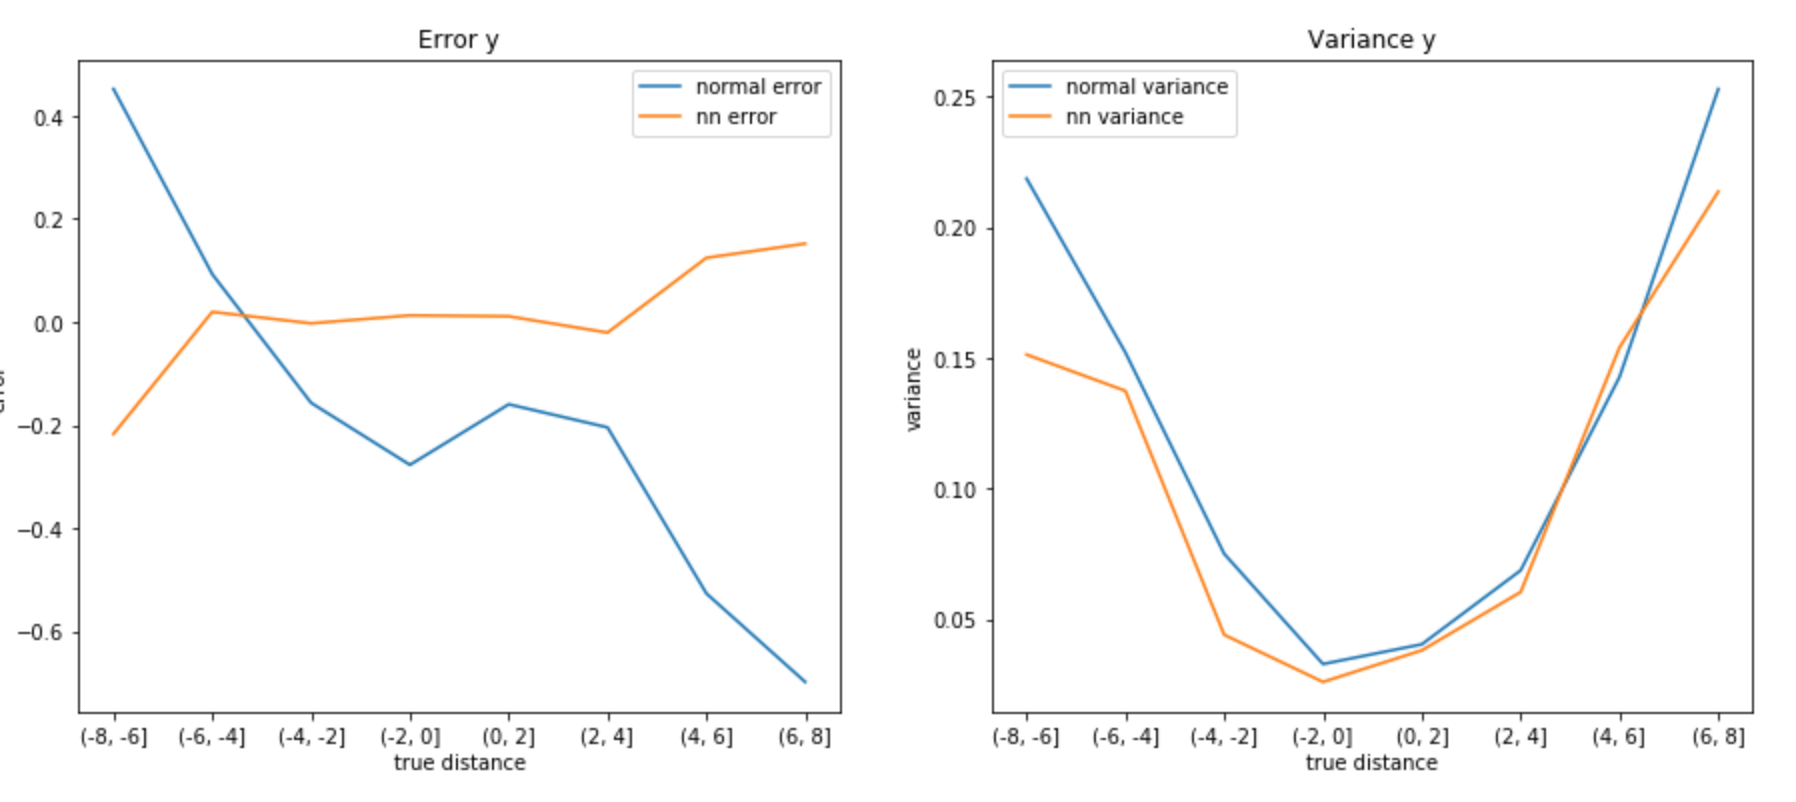 Error y
normal error
nn error
0.4
0.2
0.0
−0.2
−0.4
−0.6
(-8, -6] (-6, -4] (-4, -2] (-2, 0] (0, 2] (2, 4] (4, 6] (6, 8]
true distance
Variance y
normal variance
nn variance
variance
0.25
0.20
0.15
0.10
0.05
(-8, -6] (-6, -4] (-4, -2] (-2, 0] (0, 2] (2, 4] (4, 6] (6, 8]
true distance